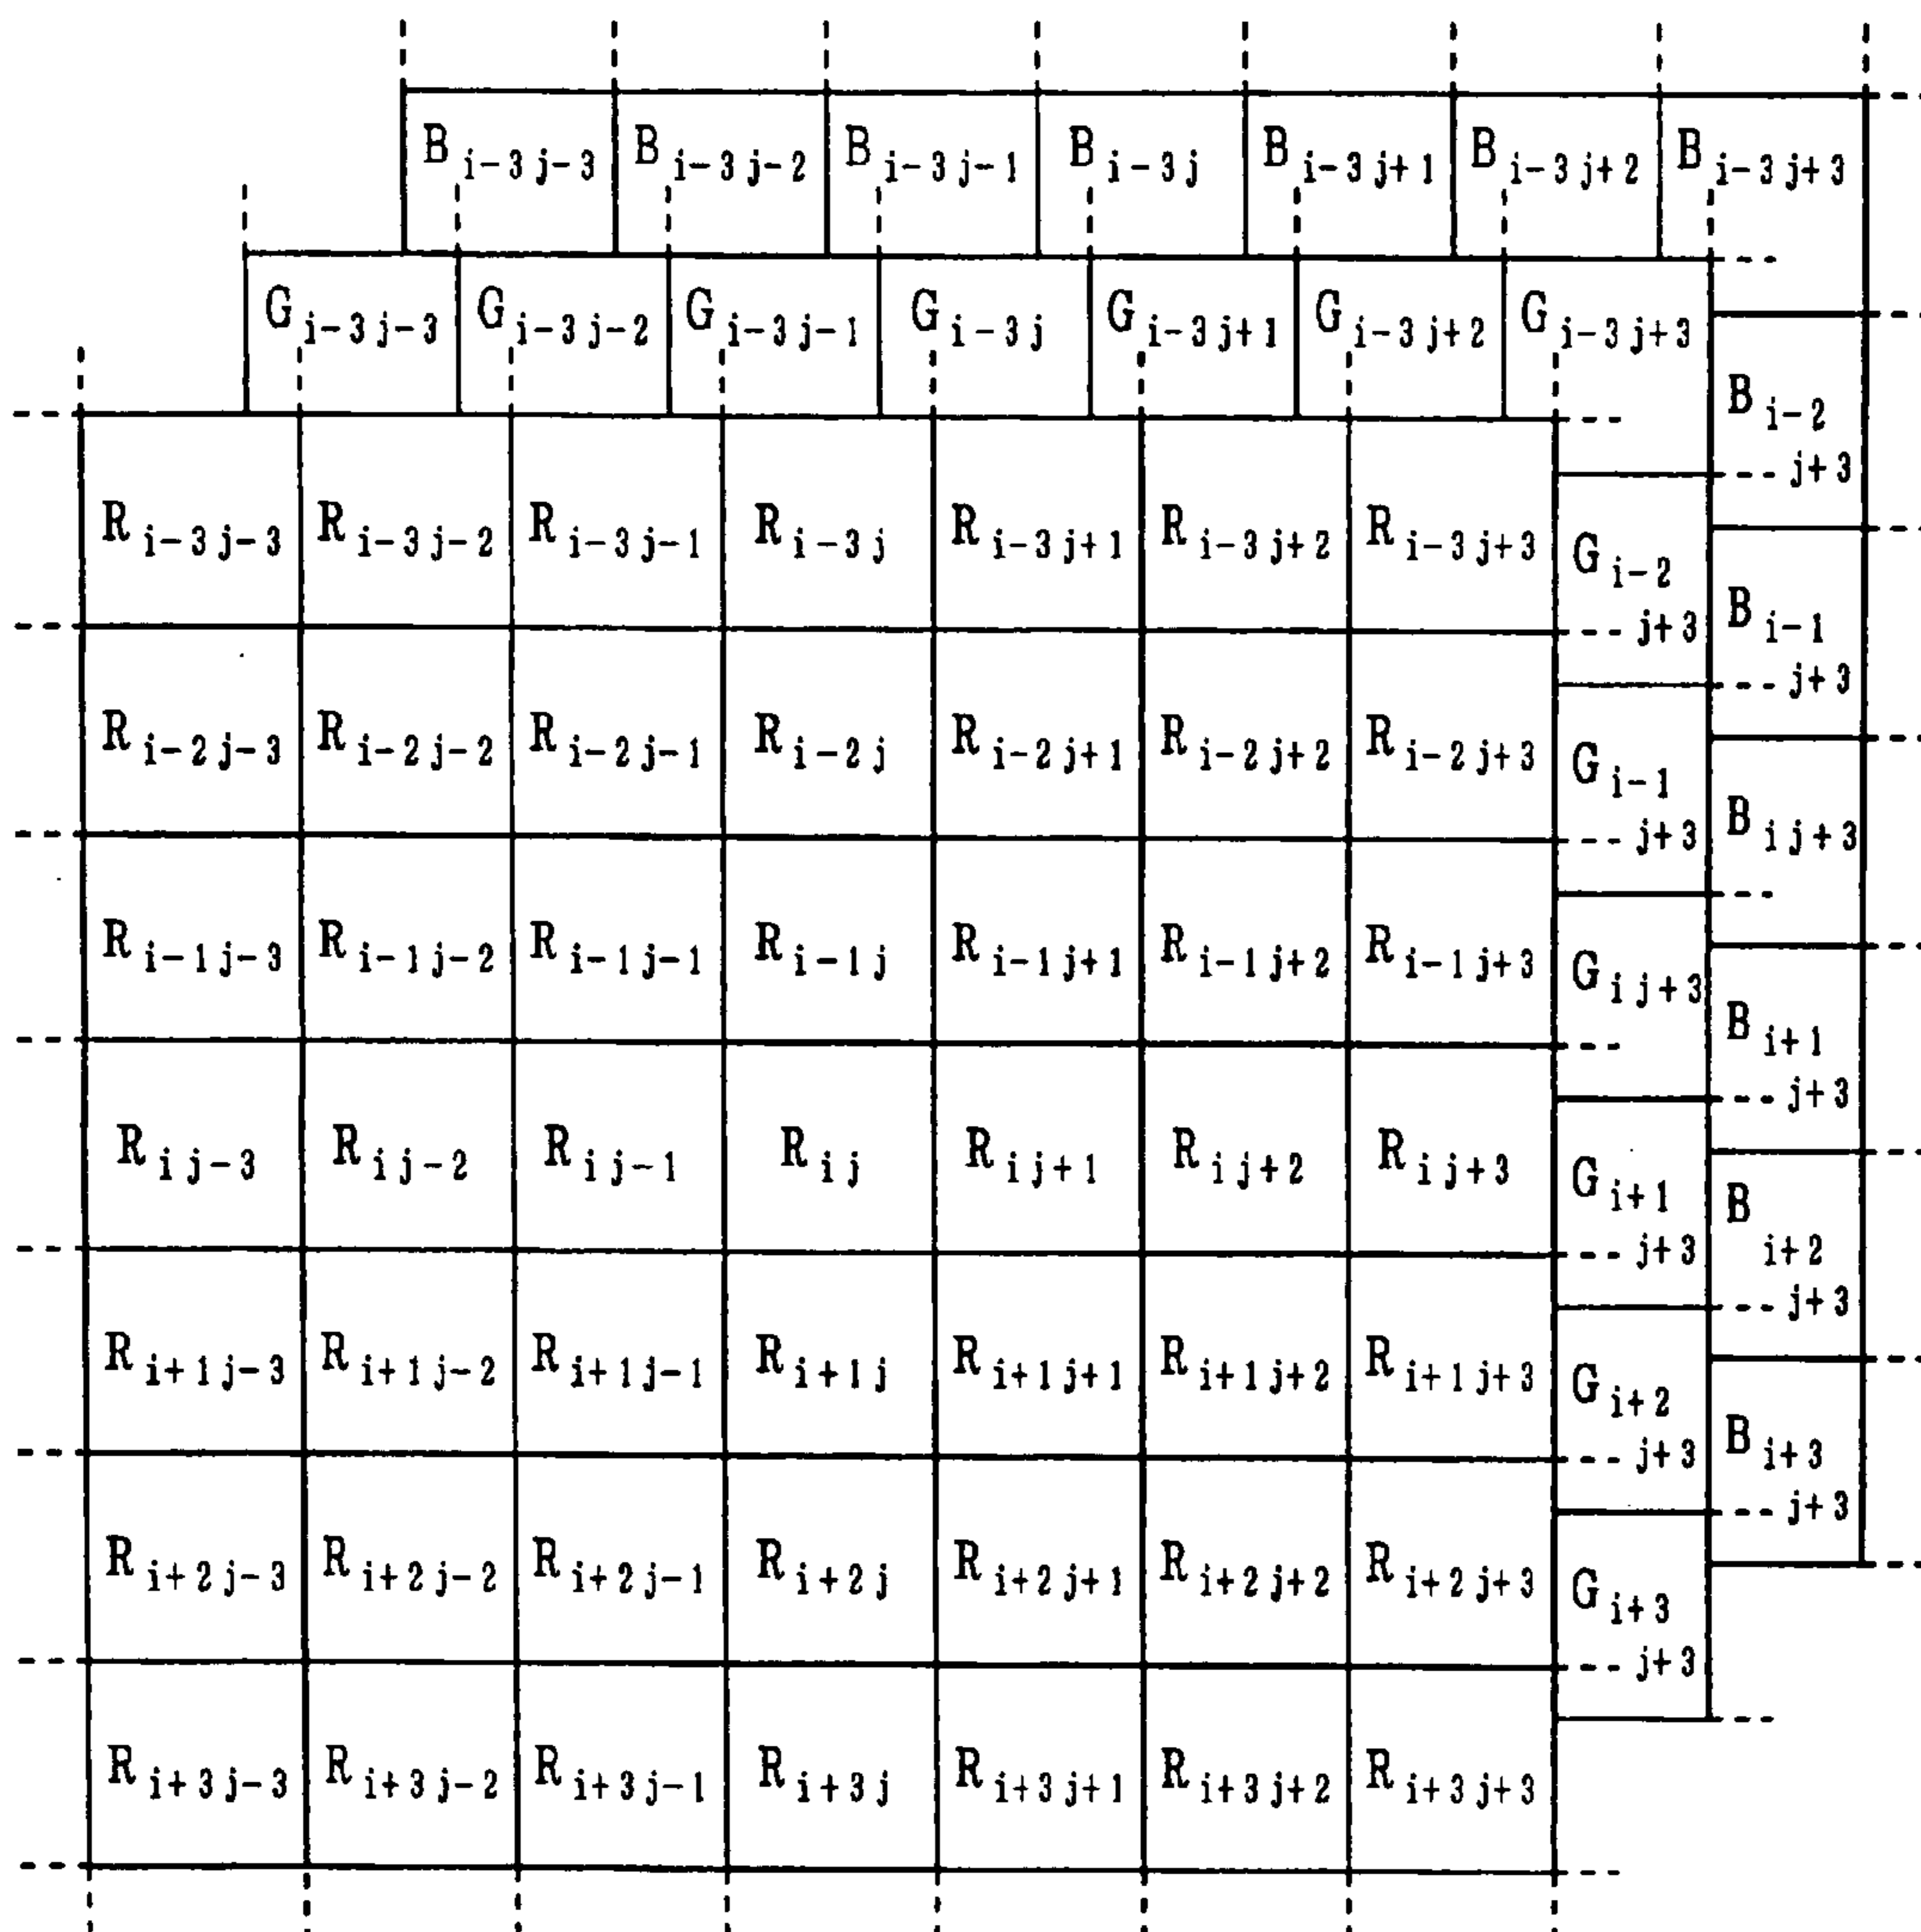 B i-3 j-3 B i-3 j-2 B i-3 j-1 B i-3 j B i-3 j+1 B i-3 j+2 B i-3 j+3
G i-3 j-3 G i-3 j-2 G i-3 j-1 G i-3 j G i-3 j+1 G i-3 j+2 G i-3 j+3
B i-2
j+3
R i-3 j-3 R i-3 j-2 R i-3 j-1 R i-3 j R i-3 j+1 R i-3 j+2 R i-3 j+3
G i-2
j+3
B i-1
j+3
R i-2 j-3 R i-2 j-2 R i-2 j-1 R i-2 j R i-2 j+1 R i-2 j+2 R i-2 j+3
G i-1
j+3
B i j+3
R i-1 j-3 R i-1 j-2 R i-1 j-1 R i-1 j R i-1 j+1 R i-1 j+2 R i-1 j+3
G i j+3
B i+1
j+3
R i j-3 R i j-2 R i j-1 R i j R i j+1 R i j+2 R i j+3
G i+1
j+3
B
i+2
j+3
R i+1 j-3 R i+1 j-2 R i+1 j-1 R i+1 j R i+1 j+1 R i+1 j+2 R i+1 j+3
G i+2
j+3
B i+3
j+3
R i+2 j-3 R i+2 j-2 R i+2 j-1 R i+2 j R i+2 j+1 R i+2 j+2 R i+2 j+3
G i+3
j+3
R i+3 j-3 R i+3 j-2 R i+3 j-1 R i+3 j R i+3 j+1 R i+3 j+2 R i+3 j+3